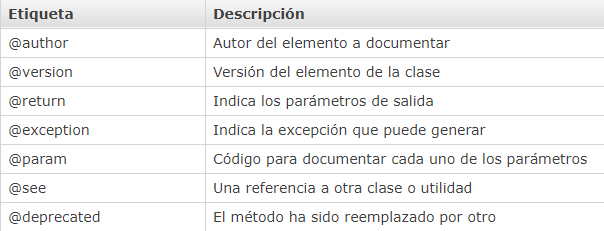 Etiqueta Descripción
@author Autor del elemento a documentar
@version Versión del elemento de la clase
@return Indica los parámetros de salida
@exception Indica la excepción que puede generar
@param Código para documentar cada uno de los parámetros
@see Una referencia a otra clase o utilidad
@deprecated El método ha sido reemplazado por otro